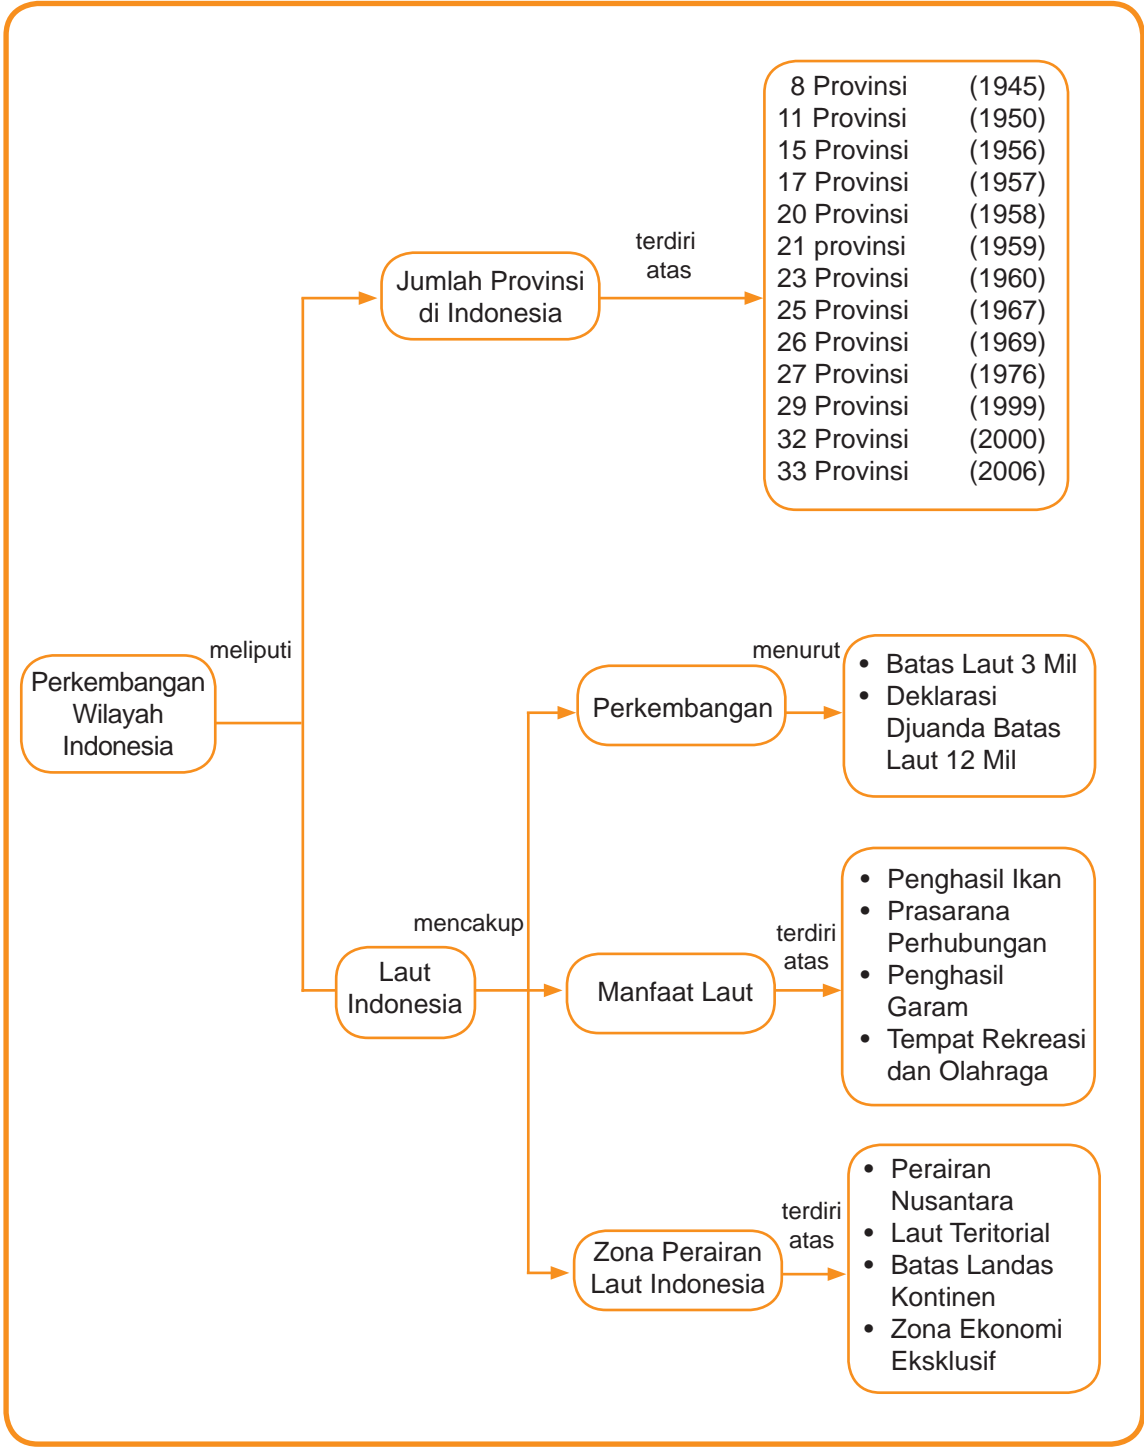 8 Provinsi (1945)
11 Provinsi (1950)
15 Provinsi (1956)
17 Provinsi (1957)
20 Provinsi (1958)
21 provinsi (1959)
23 Provinsi (1960)
25 Provinsi (1967)
26 Provinsi (1969)
27 Provinsi (1976)
29 Provinsi (1999)
32 Provinsi (2000)
33 Provinsi (2006)
terdiri
atas
Jumlah Provinsi
di Indonesia
meliputi
Perkembangan
Wilayah
Indonesia
menurut
Perkembangan
• Batas Laut 3 Mil
• Deklarasi
Djuanda Batas
Laut 12 Mil
mencakup
Laut
Indonesia
Manfaat Laut
terdiri
atas
• Penghasil Ikan
• Prasarana
Perhubungan
• Penghasil
Garam
• Tempat Rekreasi
dan Olahraga
Zona Perairan
Laut Indonesia
terdiri
atas
• Perairan
Nusantara
• Laut Teritorial
• Batas Landas
Kontinen
• Zona Ekonomi
Eksklusif